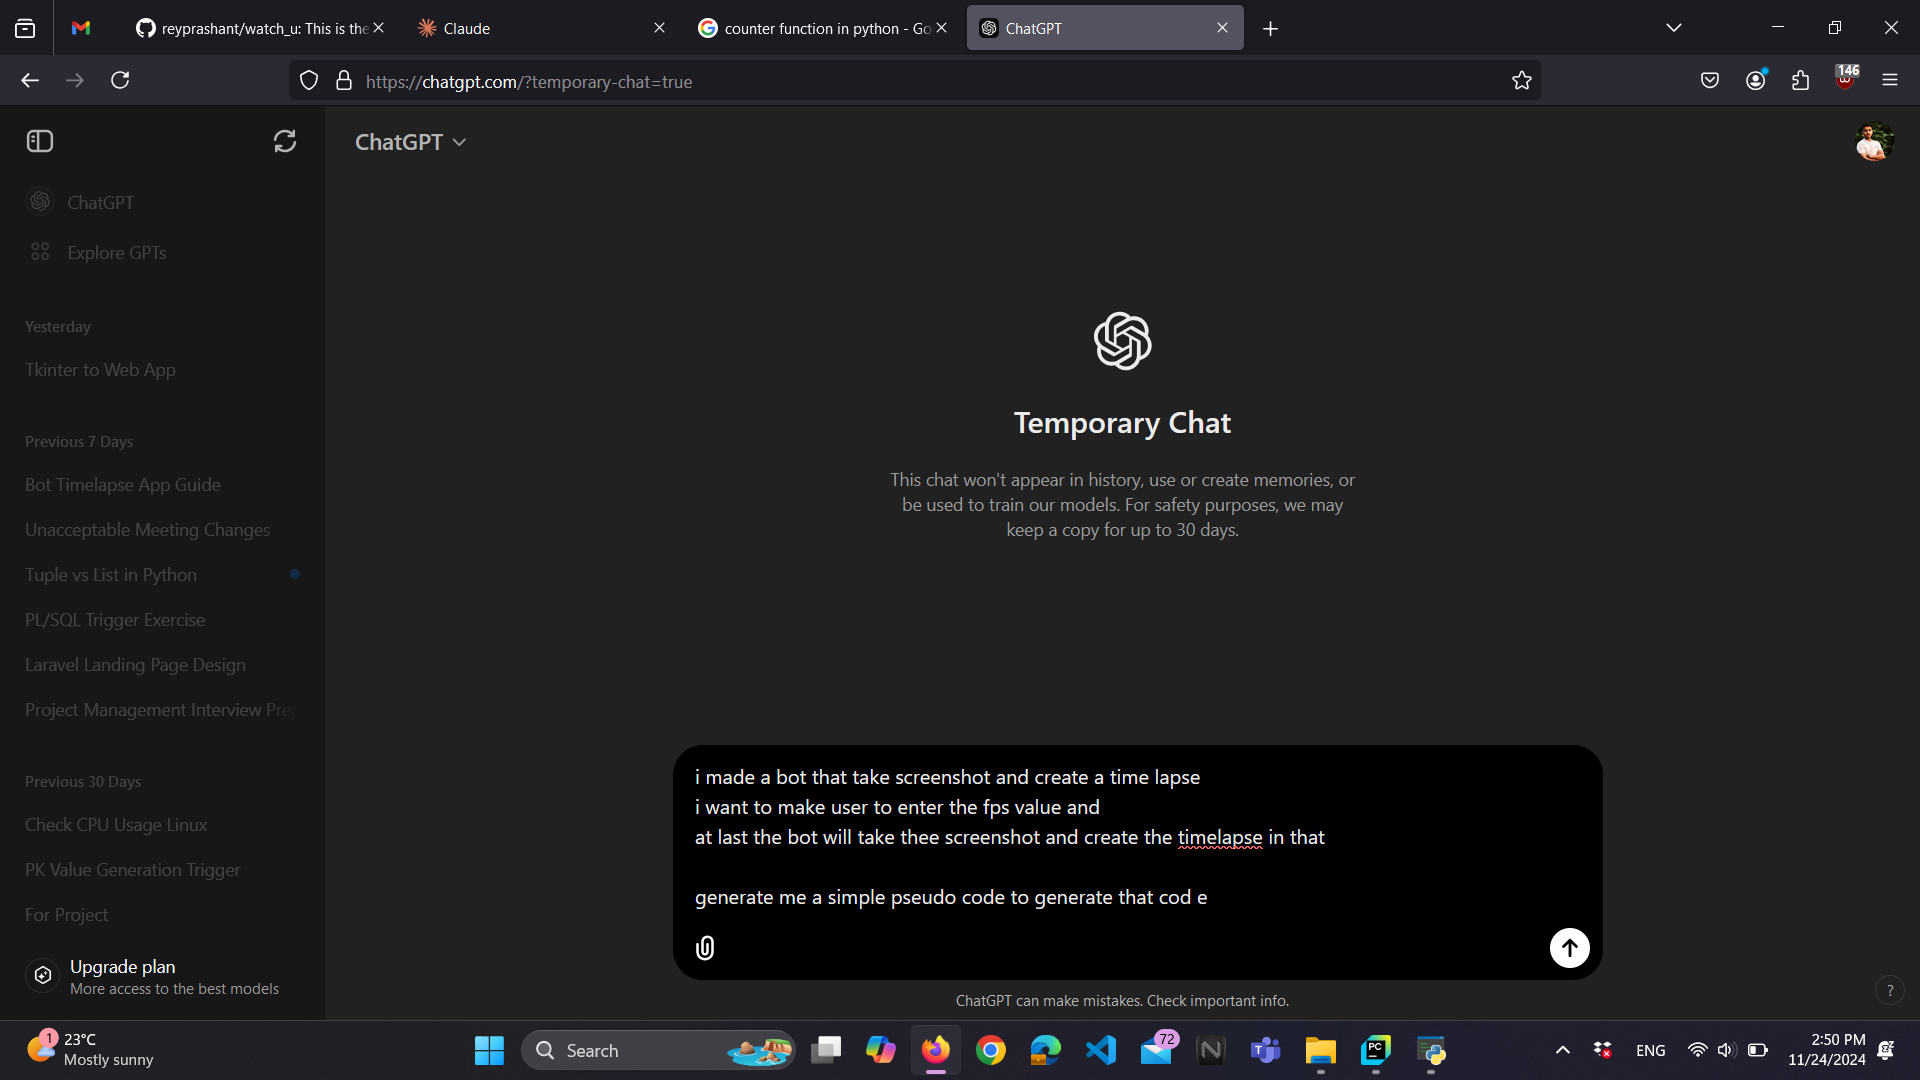 reyprashant/watch_u: This is the
Claude
counter function in python - Go
ChatGPT
https://chatgpt.com/?temporary-chat=true
146
ChatGPT
ChatGPT
Explore GPTs
Yesterday
Tkinter to Web App
Previous 7 Days
Bot Timelapse App Guide
Unacceptable Meeting Changes
Tuple vs List in Python
PL/SQL Trigger Exercise
Laravel Landing Page Design
Project Management Interview Prep
Previous 30 Days
Check CPU Usage Linux
PK Value Generation Trigger
For Project
Upgrade plan
More access to the best models
Temporary Chat
This chat won't appear in history, use or create memories, or
be used to train our models. For safety purposes, we may
keep a copy for up to 30 days.
i made a bot that take screenshot and create a time lapse
i want to make user to enter the fps value and
at last the bot will take thee screenshot and create the timelapse in that
generate me a simple pseudo code to generate that cod e
ChatGPT can make mistakes. Check important info.
?
1
23°C
Mostly sunny
Search
72
PC
ENG
2:50 PM
11/24/2024